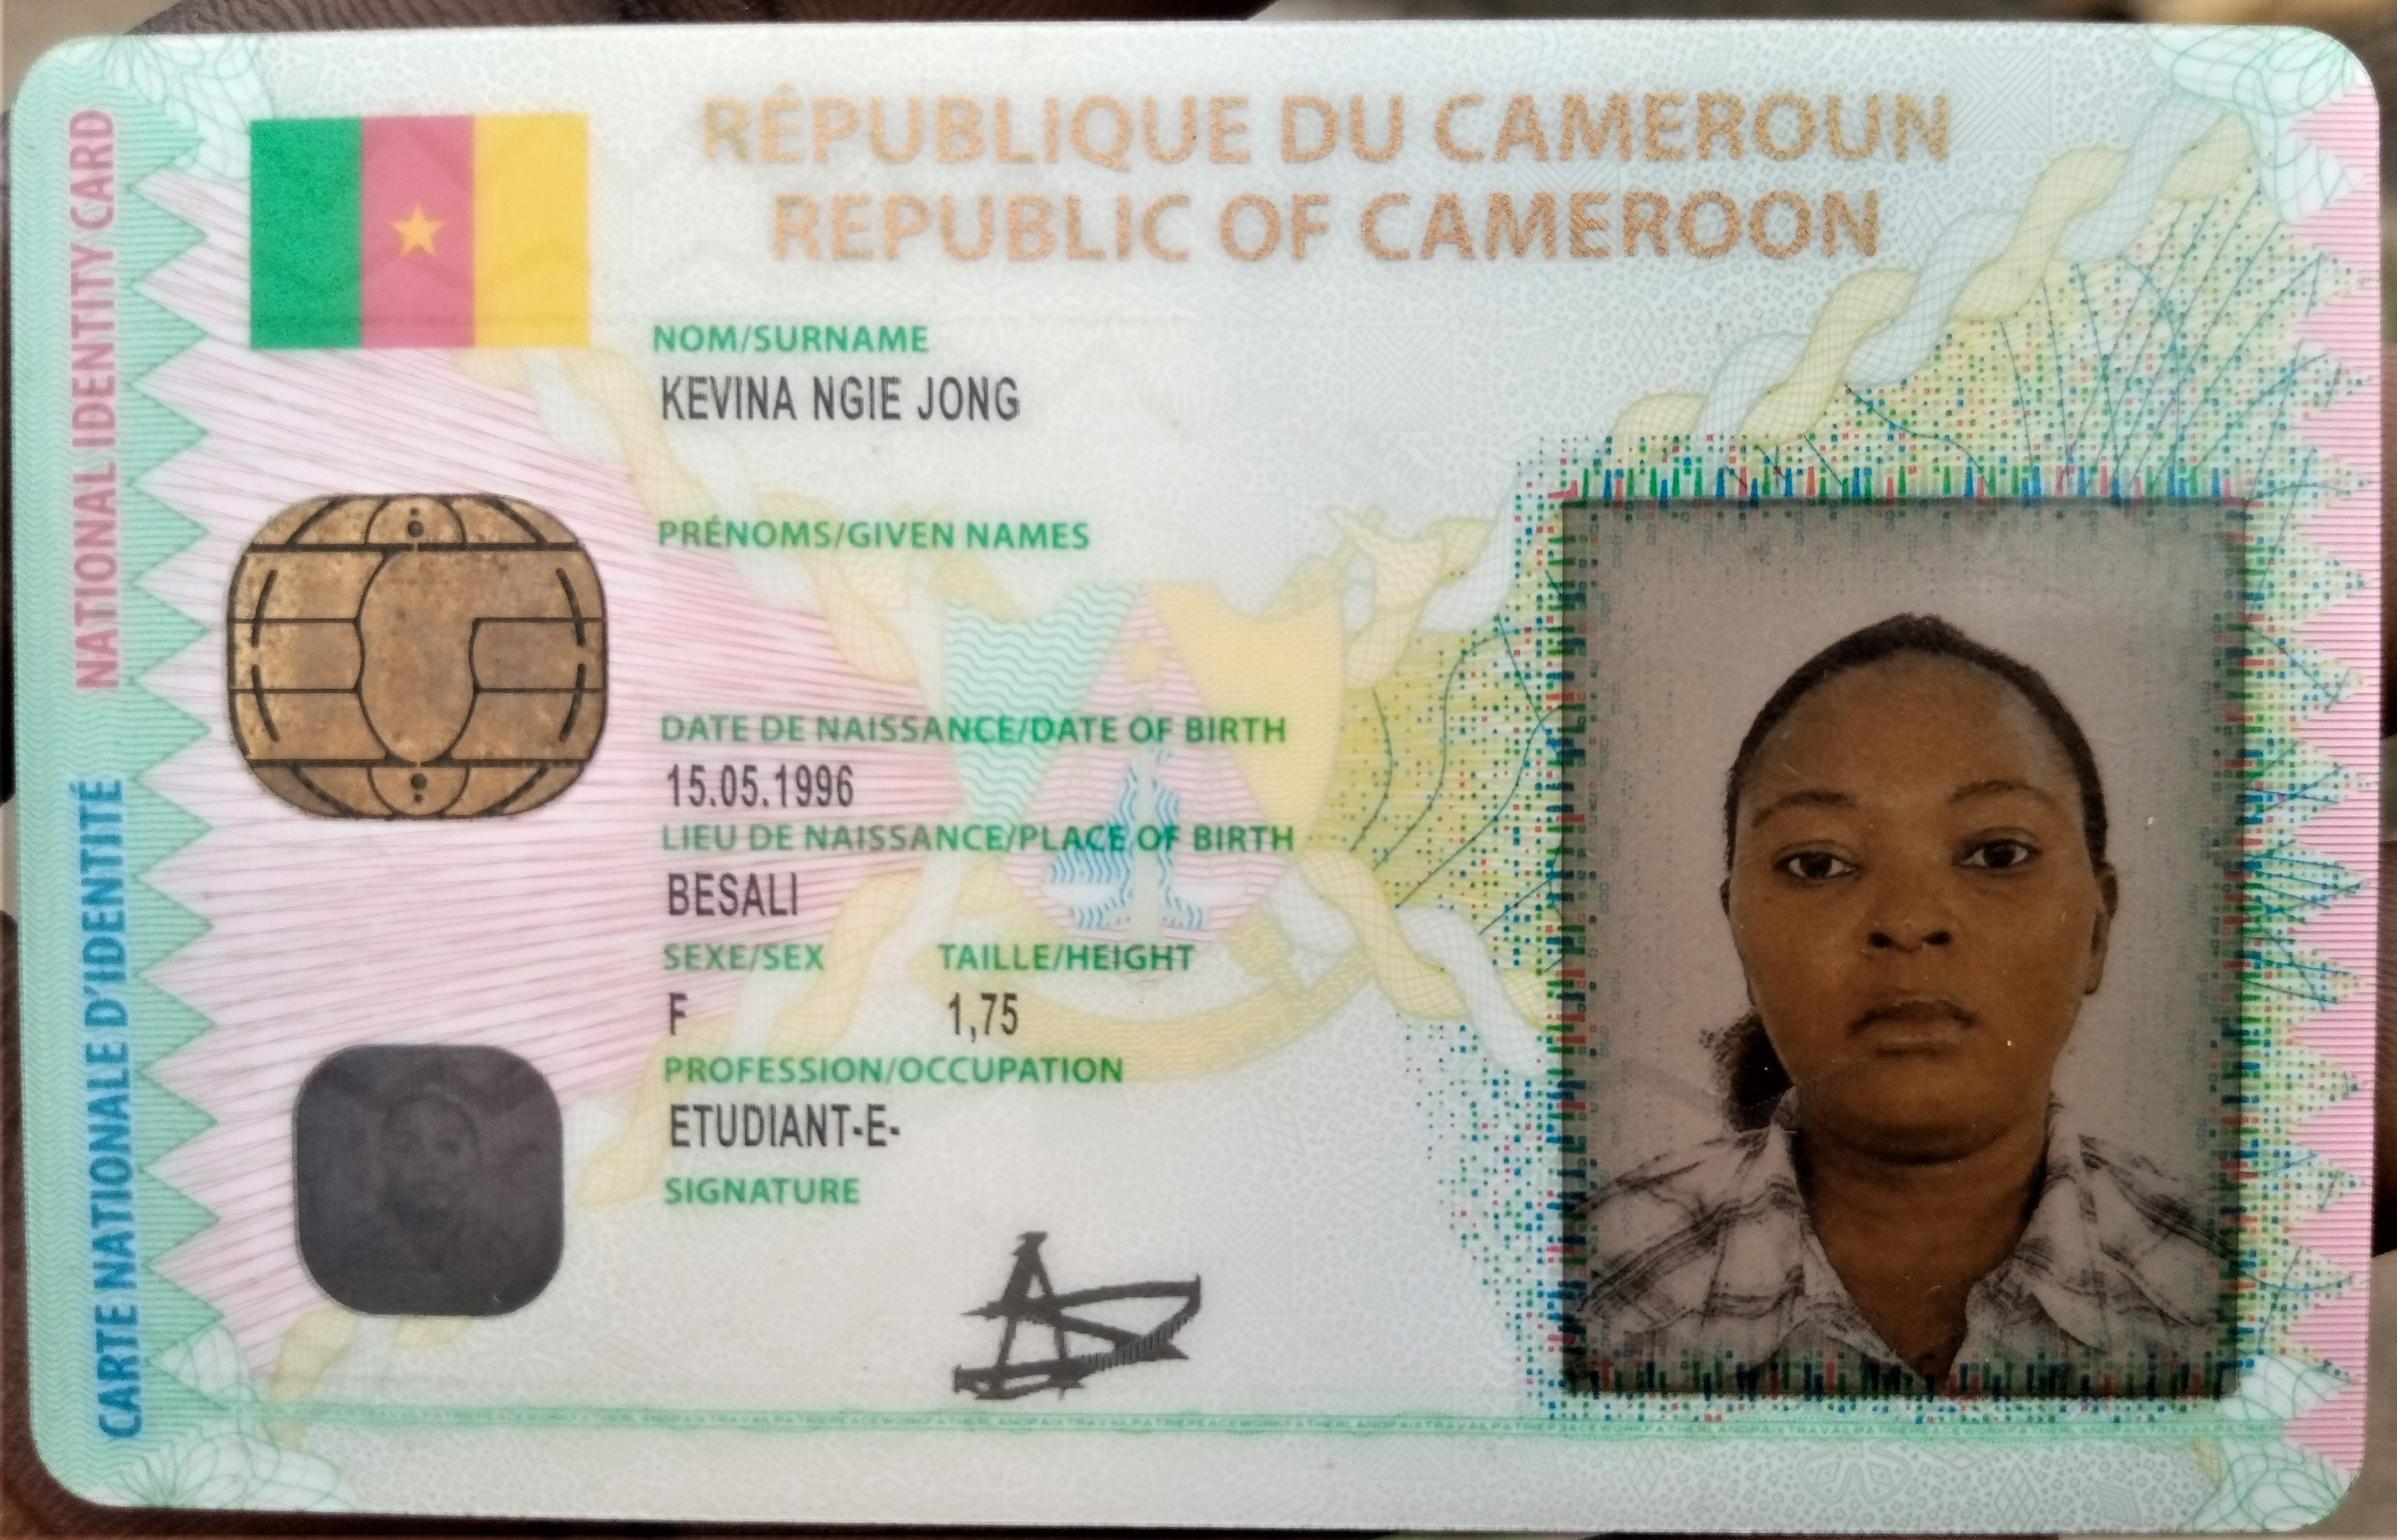 RÉPUBLIQUE DU CAMEROUN
REPUBLIC OF CAMEROON
NATIONAL IDENTITY CARD
CARTE NATIONALE D'IDENTITÉ
NOM/SURNAME
KEVINA NGIE JONG
PRÉNOMS/GIVEN NAMES
DATE DE NAISSANCE/DATE OF BIRTH
15.05.1996
LIEU DE NAISSANCE/PLACE OF BIRTH
BESALI
SEXE/SEX TAILLE/HEIGHT
F 1,75
PROFESSION/OCCUPATION
ETUDIANT-E-
SIGNATURE